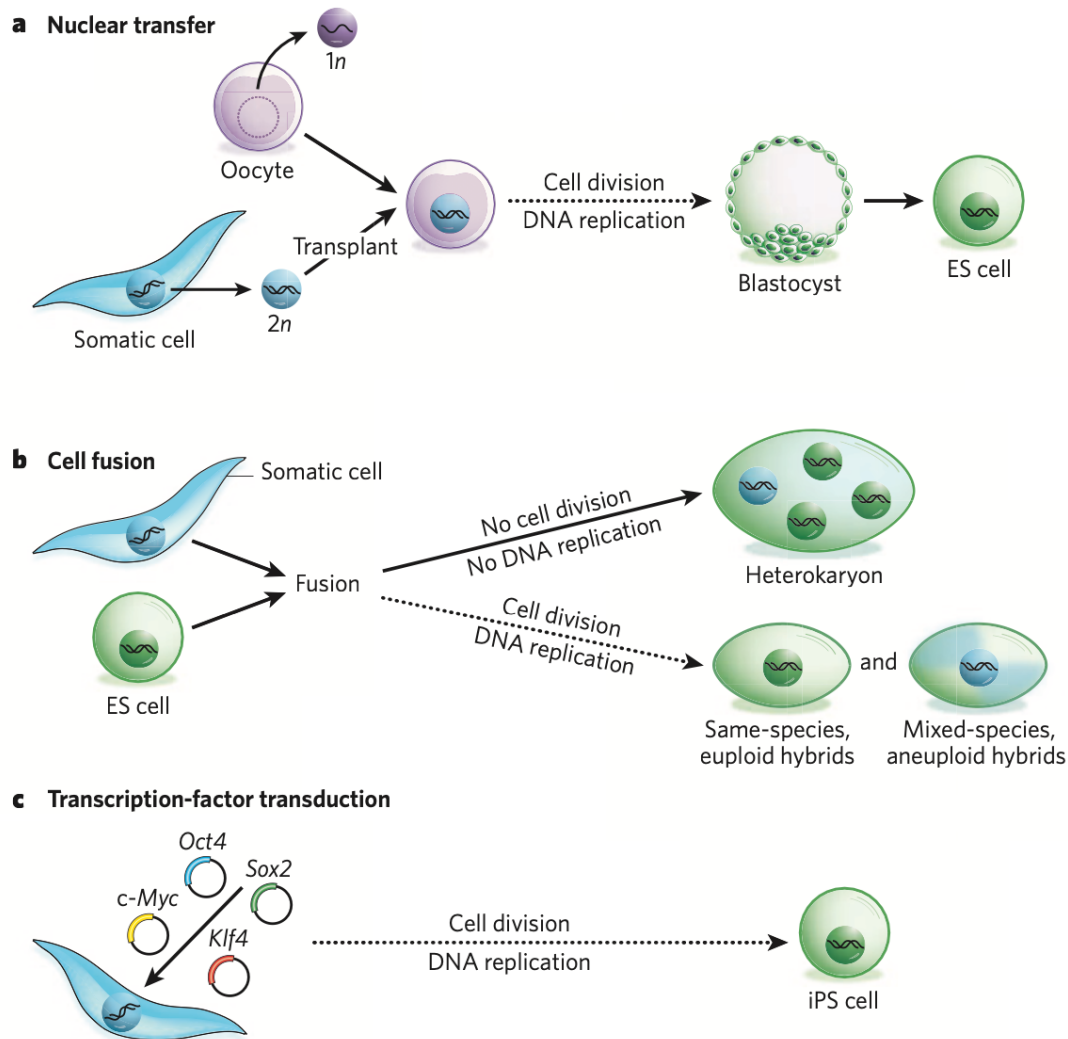 a Nuclear transfer
1n
Oocyte
Somatic cell
2n
Transplant
Cell division
DNA replication
Blastocyst
ES cell
b Cell fusion
Somatic cell
ES cell
Fusion
No cell division
No DNA replication
Heterokaryon
Cell division
DNA replication
and
Same-species,
euploid hybrids
Mixed-species,
aneuploid hybrids
c Transcription-factor transduction
Oct4
Sox2
c-Myc
Klf4
Cell division
DNA replication
iPS cell